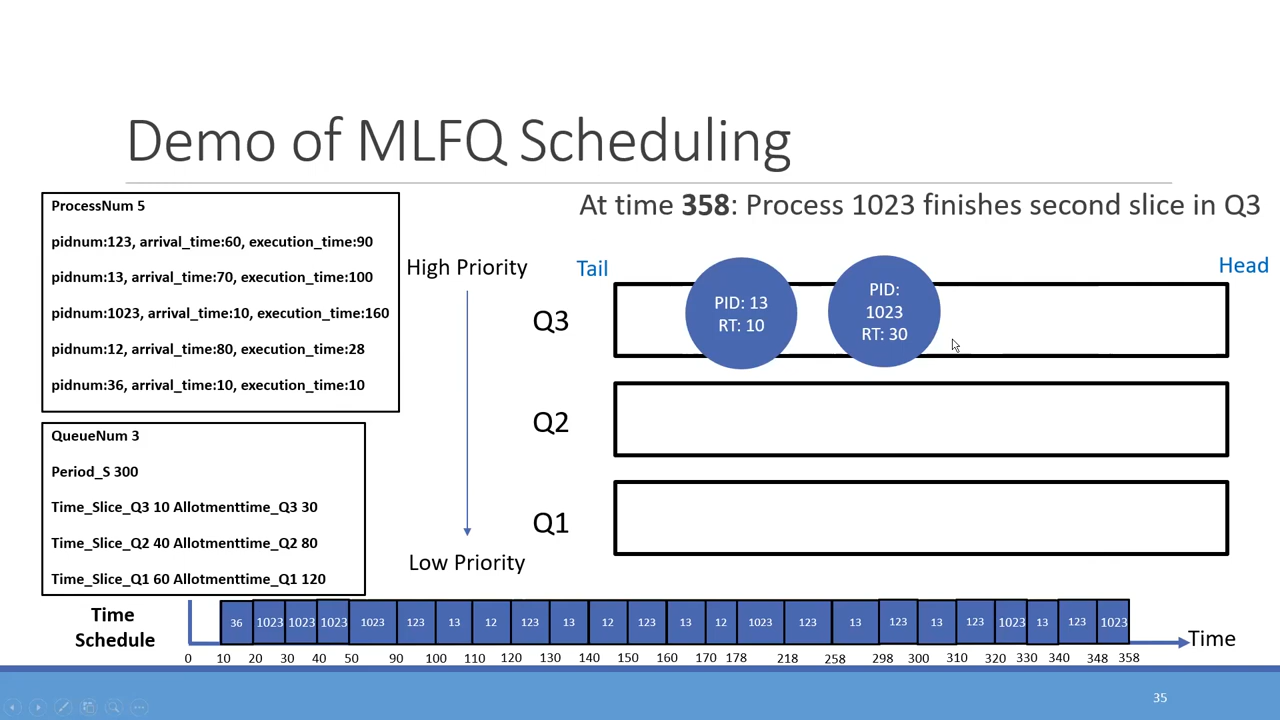 Demo of MLFQ Scheduling
At time 358: Process 1023 finishes second slice in Q3
ProcessNum 5
pidnum:123, arrival_time:60, execution_time:90
pidnum:13, arrival_time:70, execution_time:100
pidnum:1023, arrival_time:10, execution_time:160
pidnum:12, arrival_time:80, execution_time:28
pidnum:36, arrival_time:10, execution_time:10
QueueNum 3
Period_S 300
Time_Slice_Q3 10 Allotmenttime_Q3 30
Time_Slice_Q2 40 Allotmenttime_Q2 80
Time_Slice_Q1 60 Allotmenttime_Q1 120
High Priority
Low Priority
Tail
Head
Q3
PID: 13
RT: 10
PID:
1023
RT: 30
Q2
Q1
Time
Schedule
36 1023 1023 1023 1023 123 13 12 123 13 12 123 13 12 1023 123 13 123 13 123 1023 13 123 1023
Time
0 10 20 30 40 50 90 100 110 120 130 140 150 160 170 178 218 258 298 300 310 320 330 340 348 358
35